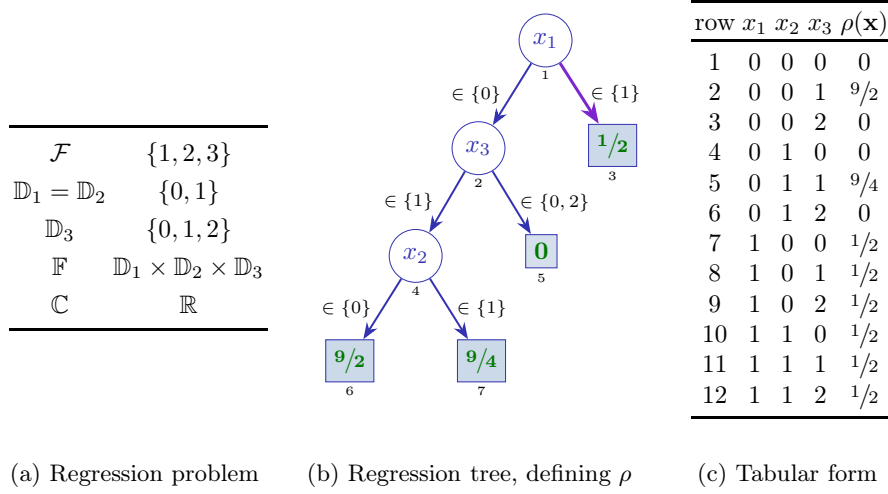 F {1, 2, 3}
𝔻₁ = 𝔻₂ {0, 1}
𝔻₃ {0, 1, 2}
𝔽 𝔻₁ × 𝔻₂ × 𝔻₃
ℂ ℝ
(a) Regression problem
x₁
1
∈ {0}
∈ {1}
x₃
2
1/2
3
∈ {1}
∈ {0, 2}
x₂
4
0
5
∈ {0}
∈ {1}
9/2
6
9/4
7
(b) Regression tree, defining ρ
row x₁ x₂ x₃ ρ(x)
1 0 0 0 0
2 0 0 1 9/2
3 0 0 2 0
4 0 1 0 0
5 0 1 1 9/4
6 0 1 2 0
7 1 0 0 1/2
8 1 0 1 1/2
9 1 0 2 1/2
10 1 1 0 1/2
11 1 1 1 1/2
12 1 1 2 1/2
(c) Tabular form